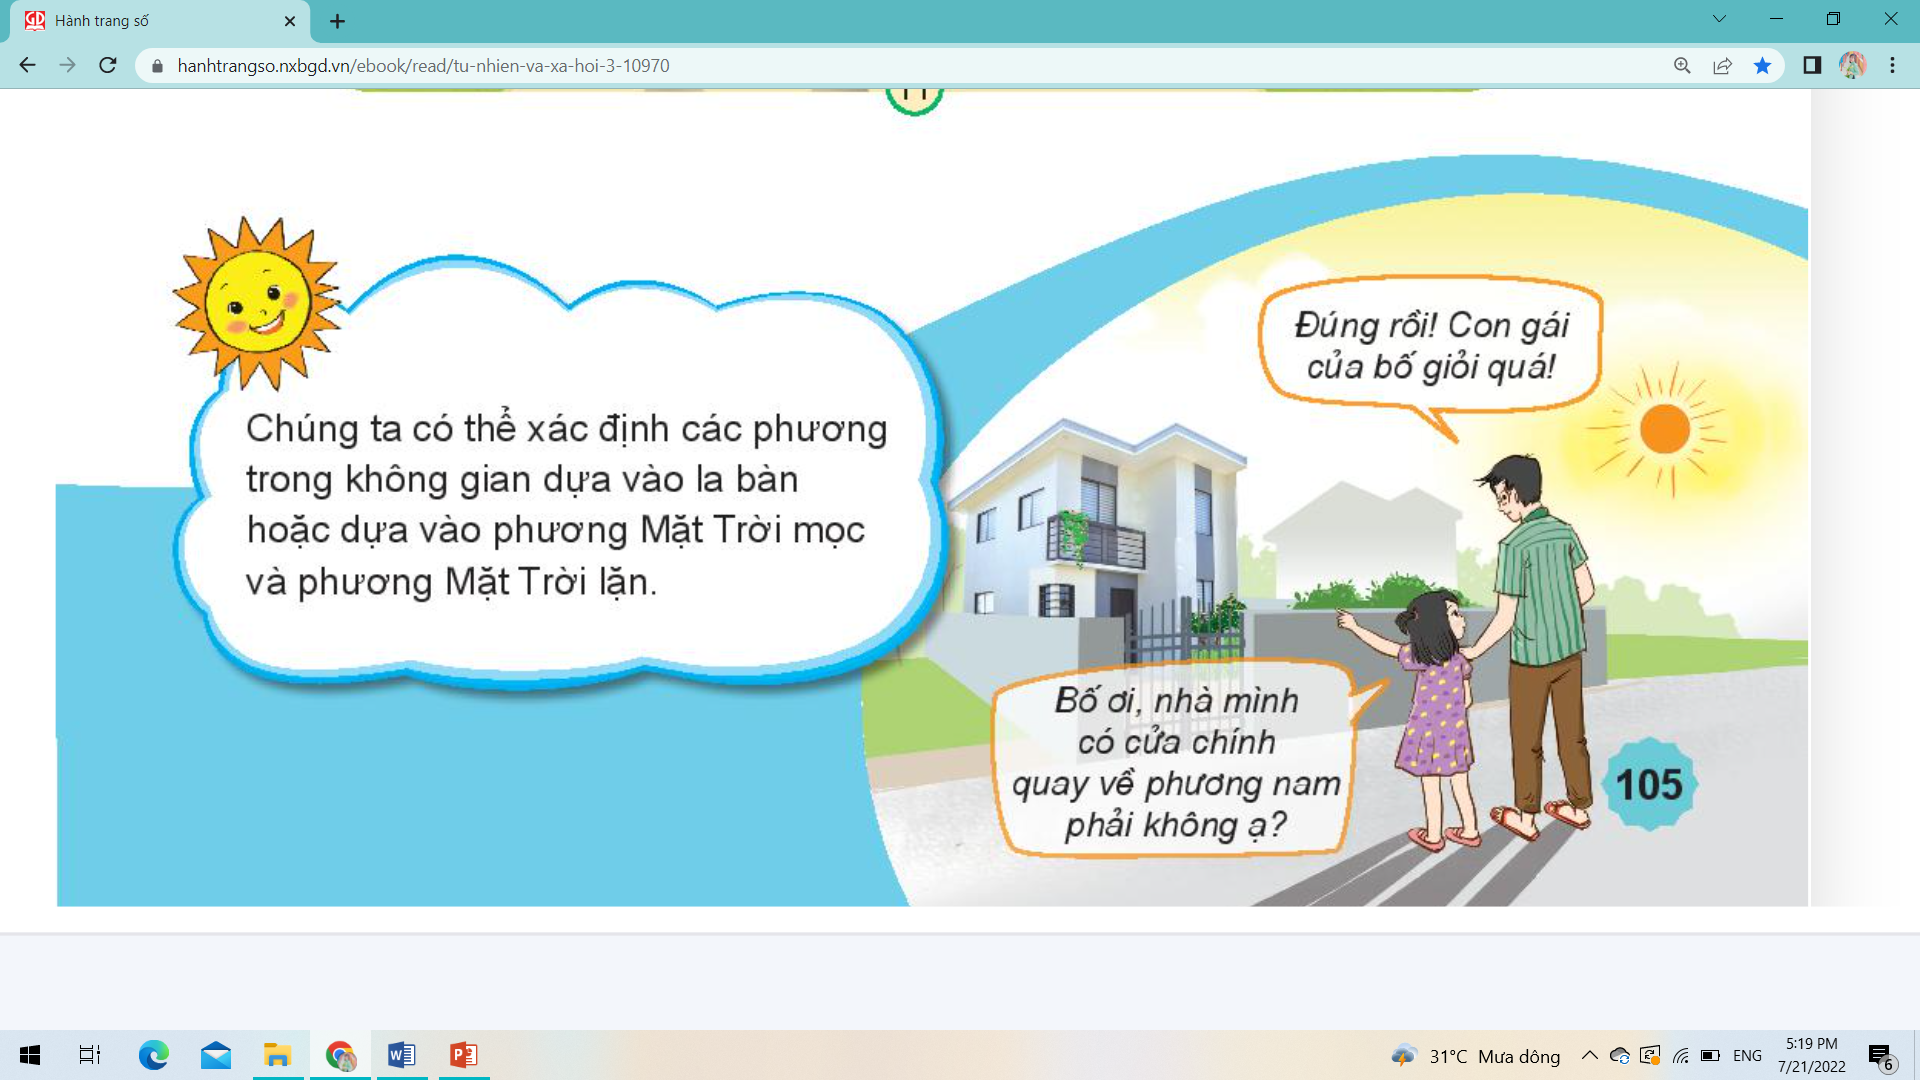 Hành trang số
hanhtrangso.nxbgd.vn/ebook/read/tu-nhien-va-xa-hoi-3-10970
Chúng ta có thể xác định các phương
trong không gian dựa vào la bàn
hoặc dựa vào phương Mặt Trời mọc
và phương Mặt Trời lặn.
Đúng rồi! Con gái
của bố giỏi quá!
Bố ơi, nhà mình
có cửa chính
quay về phương nam
phải không ạ?
105
31°C Mưa dông
ENG
5:19 PM
7/21/2022
6